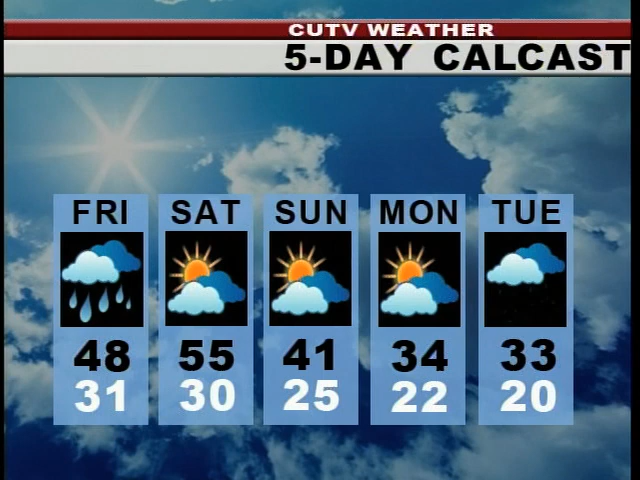 CUTV WEATHER
5-DAY CALCAST
FRI SAT SUN MON TUE
48 55 41 34 33
31 30 25 22 20